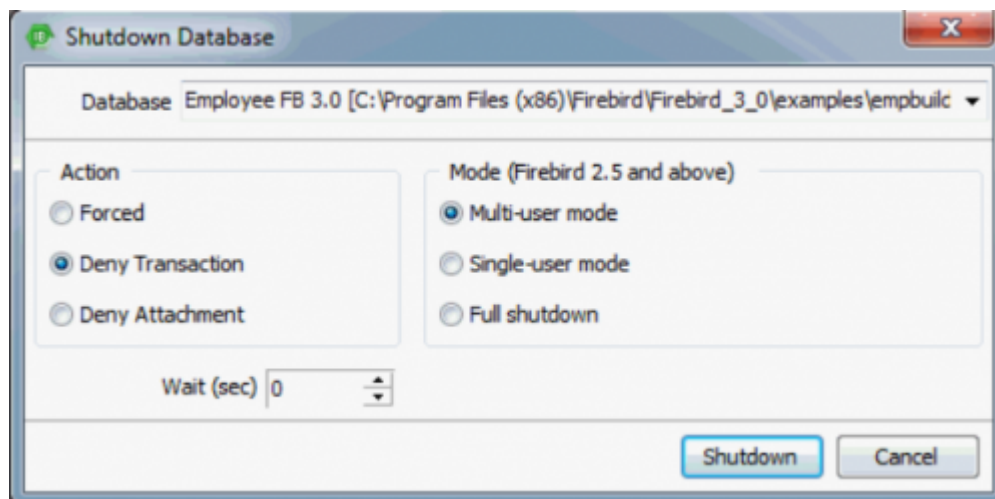 Shutdown Database
Database Employee FB 3.0 [C:\Program Files (x86)\Firebird\Firebird_3_0\examples\empbuild
Action
Forced
Deny Transaction
Deny Attachment
Mode (Firebird 2.5 and above)
Multi-user mode
Single-user mode
Full shutdown
Wait (sec) 0
Shutdown Cancel